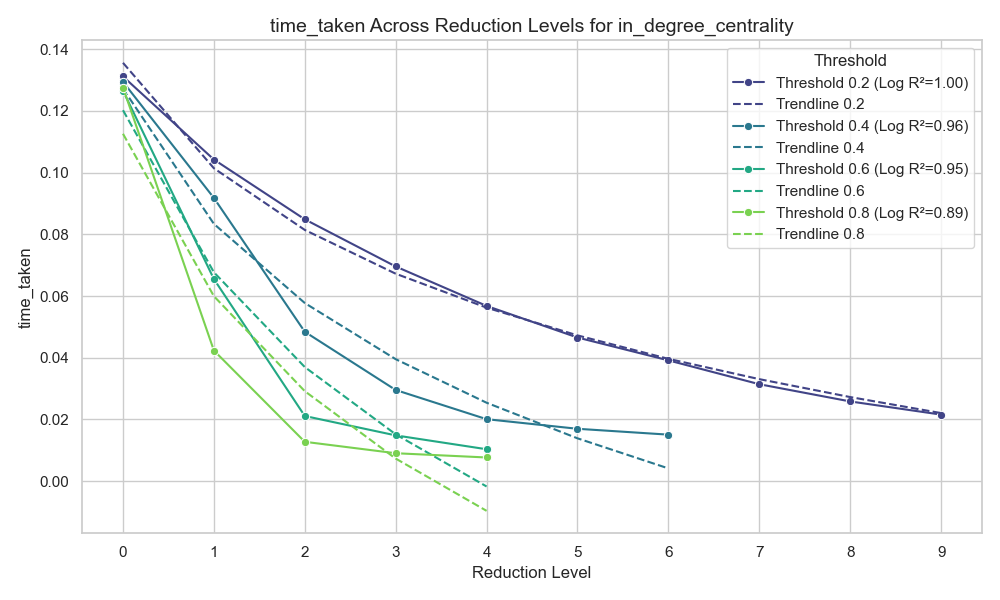 time_taken Across Reduction Levels for in_degree_centrality
Threshold
Threshold 0.2 (Log R²=1.00)
Trendline 0.2
Threshold 0.4 (Log R²=0.96)
Trendline 0.4
Threshold 0.6 (Log R²=0.95)
Trendline 0.6
Threshold 0.8 (Log R²=0.89)
Trendline 0.8
time_taken
0.14
0.12
0.10
0.08
0.06
0.04
0.02
0.00
0 1 2 3 4 5 6 7 8 9
Reduction Level